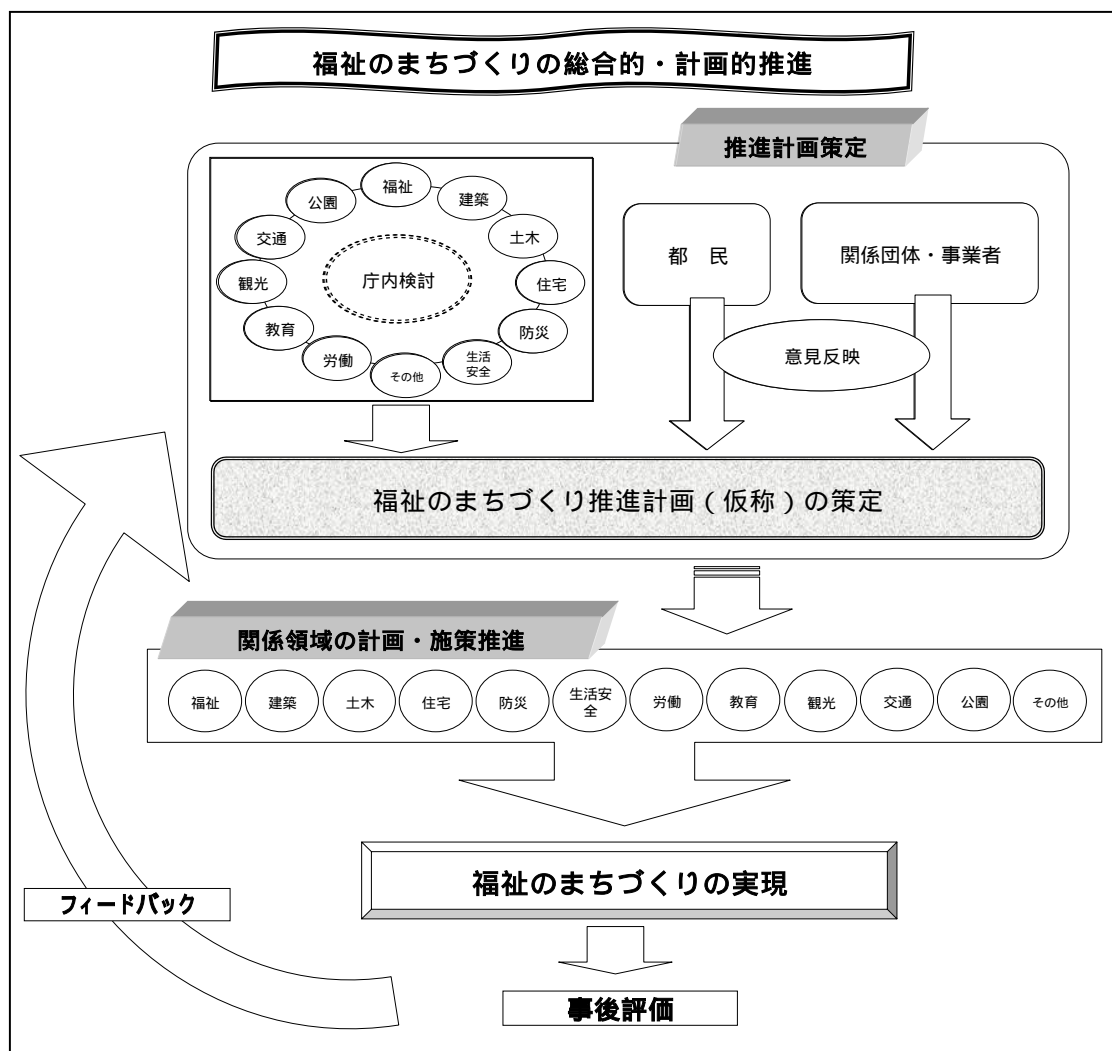 福祉のまちづくりの総合的・計画的推進
推進計画策定
福祉
建築
土木
住宅
防災
生活
安全
その他
労働
教育
観光
交通
公園
庁内検討
都　民
関係団体・事業者
意見反映
福祉のまちづくり推進計画（仮称）の策定
関係領域の計画・施策推進
福祉
建築
土木
住宅
防災
生活安
全
労働
教育
観光
交通
公園
その他
福祉のまちづくりの実現
フィードバック
事後評価